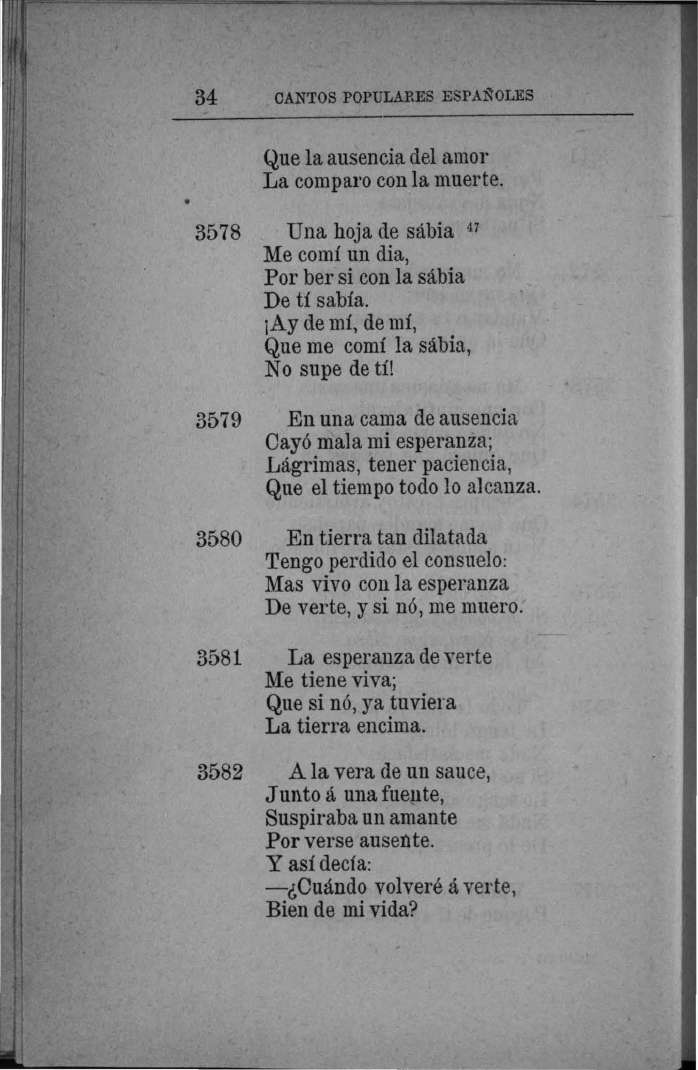 34 CANTOS POPULARES ESPAÑOLES
Que la ausencia del amor
La comparo con la muerte.
3578 Una hoja de sábia 47
Me comí un dia,
Por ber si con la sábia
De tí sabía.
¡Ay de mí, de mí,
Que me comí la sábia,
No supe de tí!
3579 En una cama de ausencia
Cayó mala mi esperanza;
Lágrimas, tener paciencia,
Que el tiempo todo lo alcanza.
3580 En tierra tan dilatada
Tengo perdido el consuelo:
Mas vivo con la esperanza
De verte, y si nó, me muero.
3581 La esperanza de verte
Me tiene viva;
Que si nó, ya tuviera
La tierra encima.
3582 A la vera de un sauce,
Junto á una fuente,
Suspiraba un amante
Por verse ausente.
Y así decía:
—¿Cuándo volveré á verte,
Bien de mi vida?